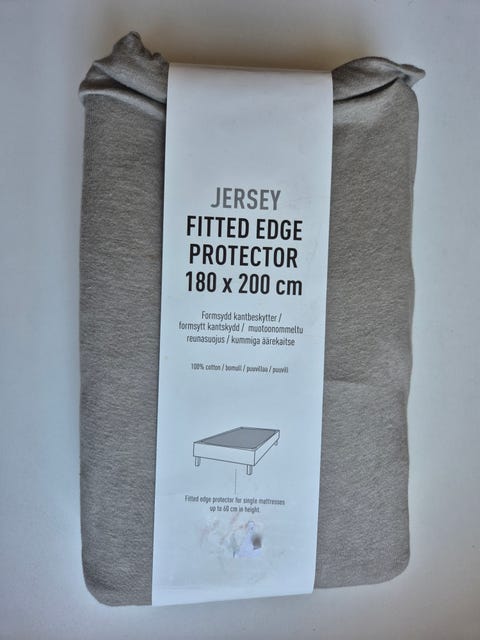 JERSEY
FITTED EDGE
PROTECTOR
180 x 200 cm
Formsydd kantbeskytter /
formsytt kantskydd / muotoonommeltu
reunasuojus / kummiga äärekaitse
100% cotton / bomull / puuvillaa / puuvill
Fitted edge protector for single mattresses
up to 60 cm in height.